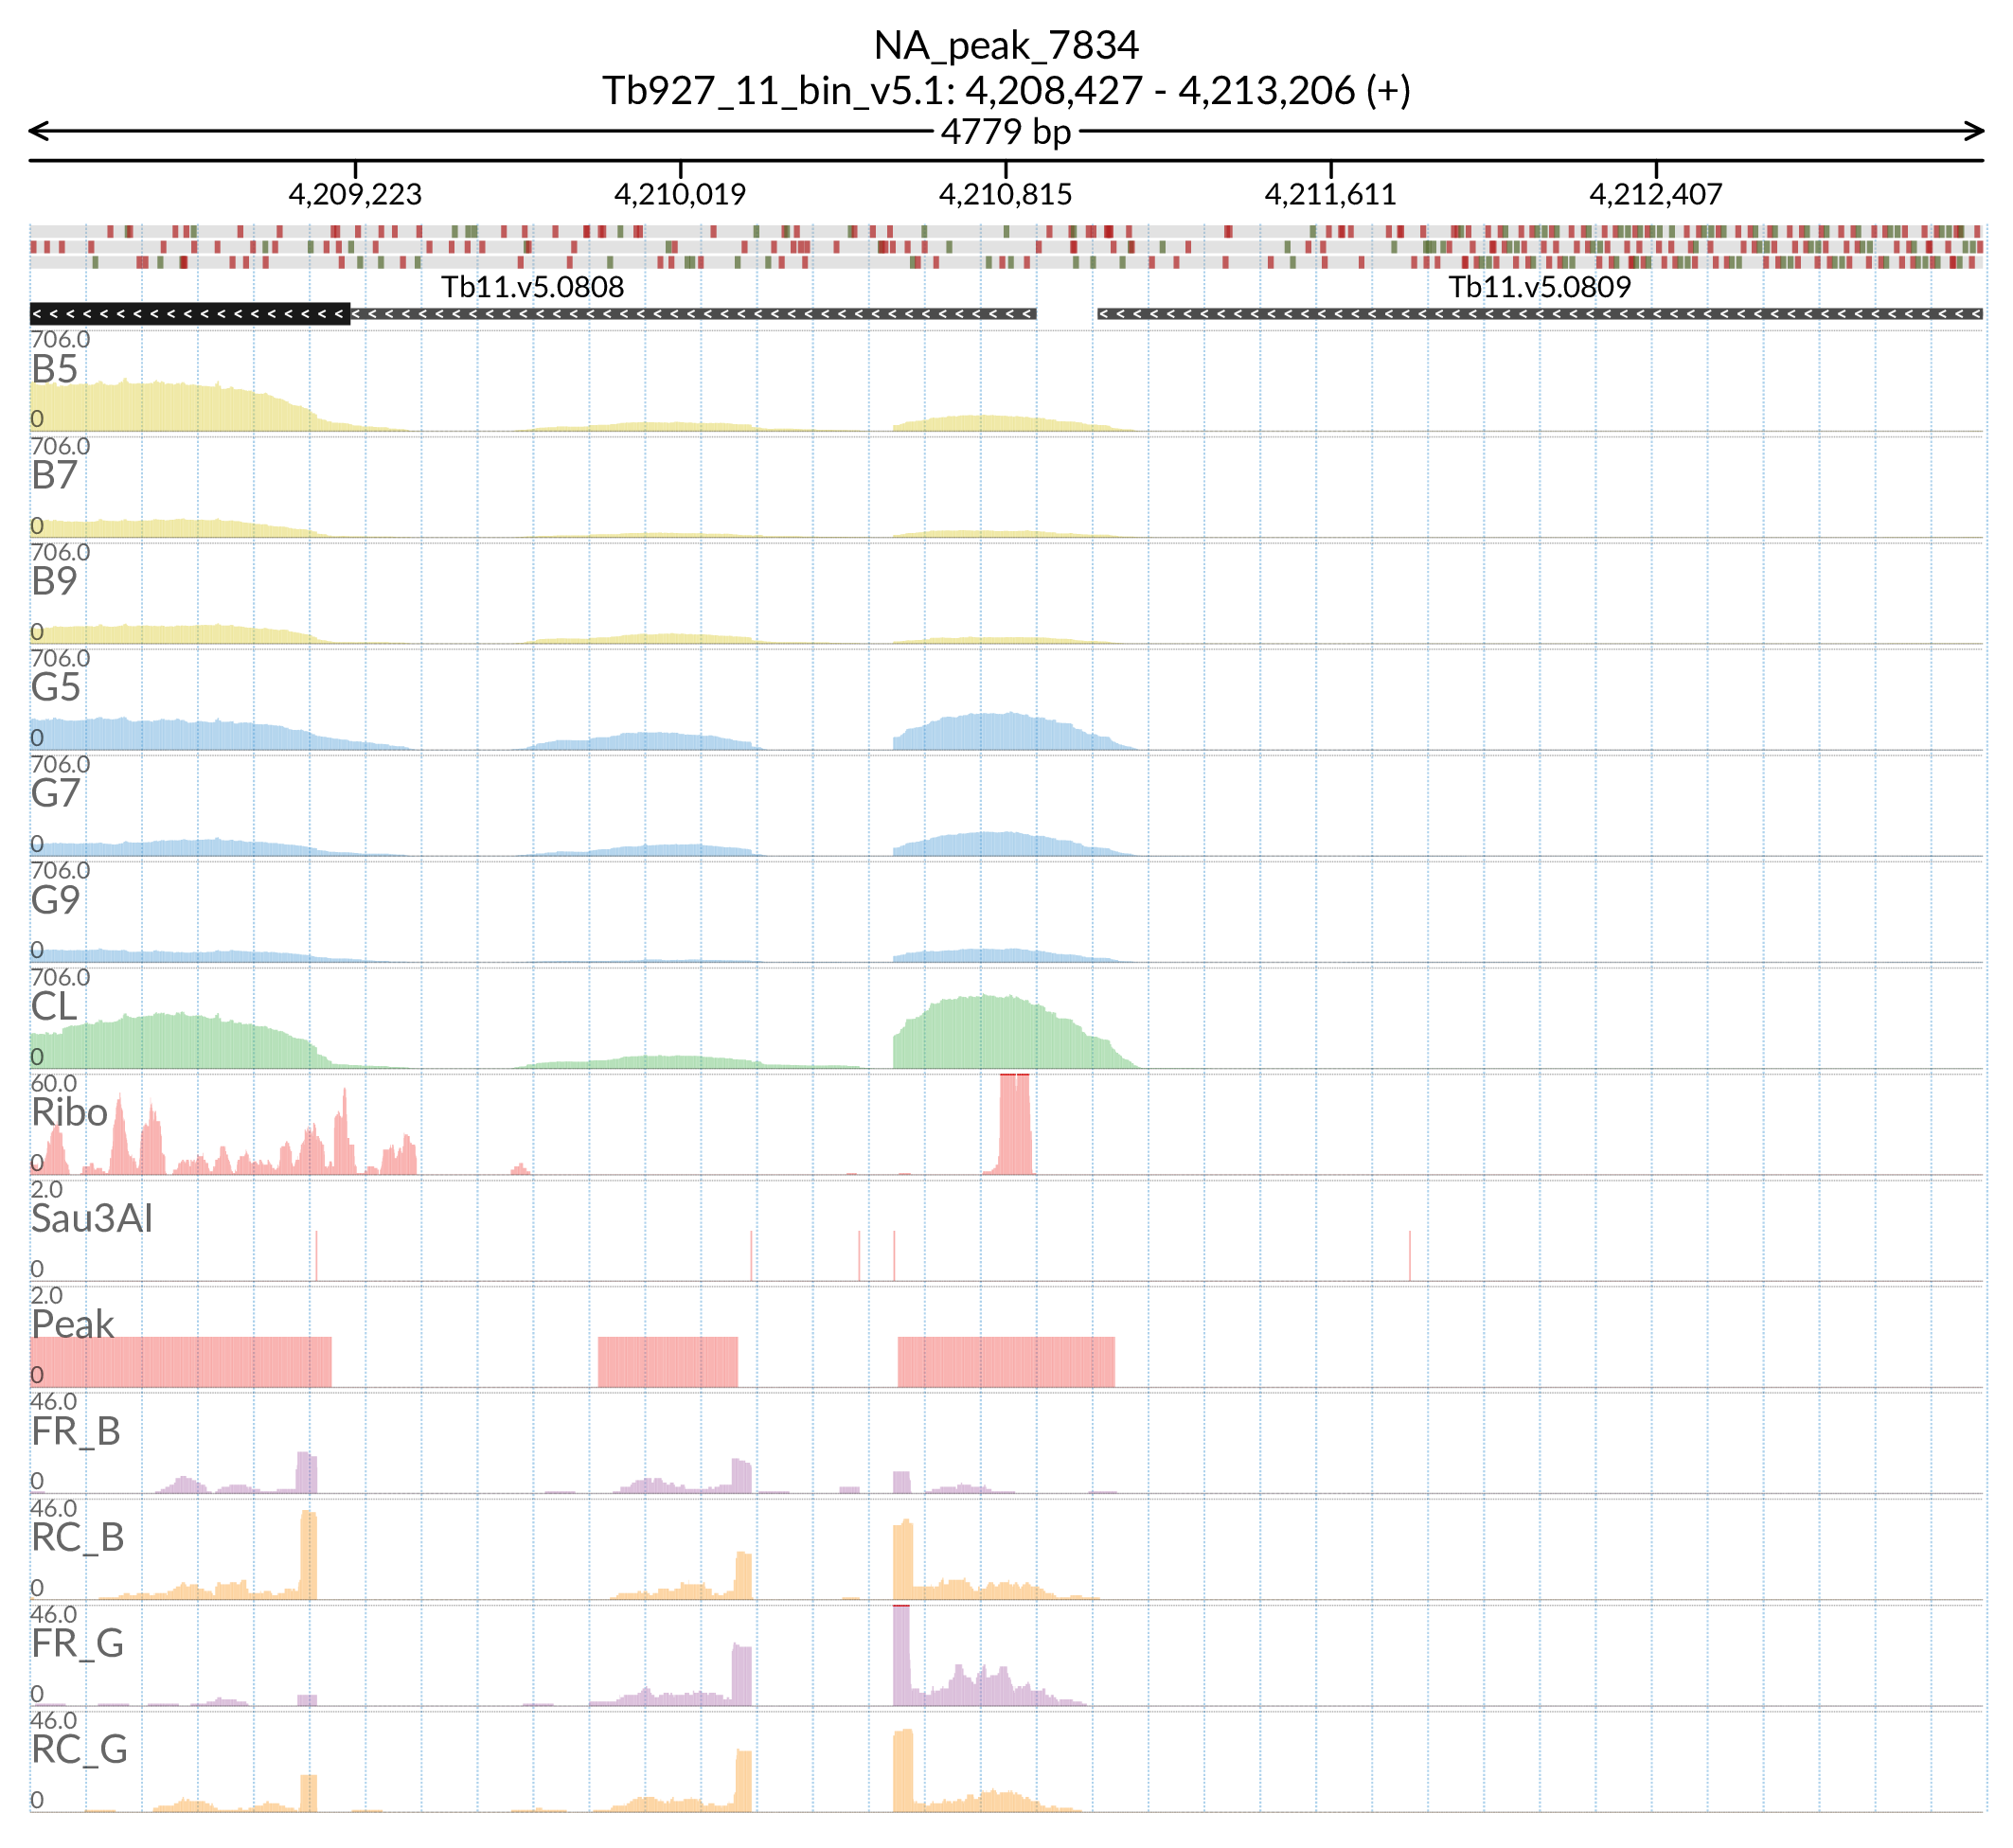 NA_peak_7834
Tb927_11_bin_v5.1: 4,208,427 - 4,213,206 (+)
4779 bp
4,209,223 4,210,019 4,210,815 4,211,611 4,212,407
Tb11.v5.0808 Tb11.v5.0809
706.0
B5
0
706.0
B7
0
706.0
B9
0
706.0
G5
0
706.0
G7
0
706.0
G9
0
706.0
CL
0
60.0
Ribo
0
2.0
Sau3AI
0
2.0
Peak
0
46.0
FR_B
0
46.0
RC_B
0
46.0
FR_G
0
46.0
RC_G
0